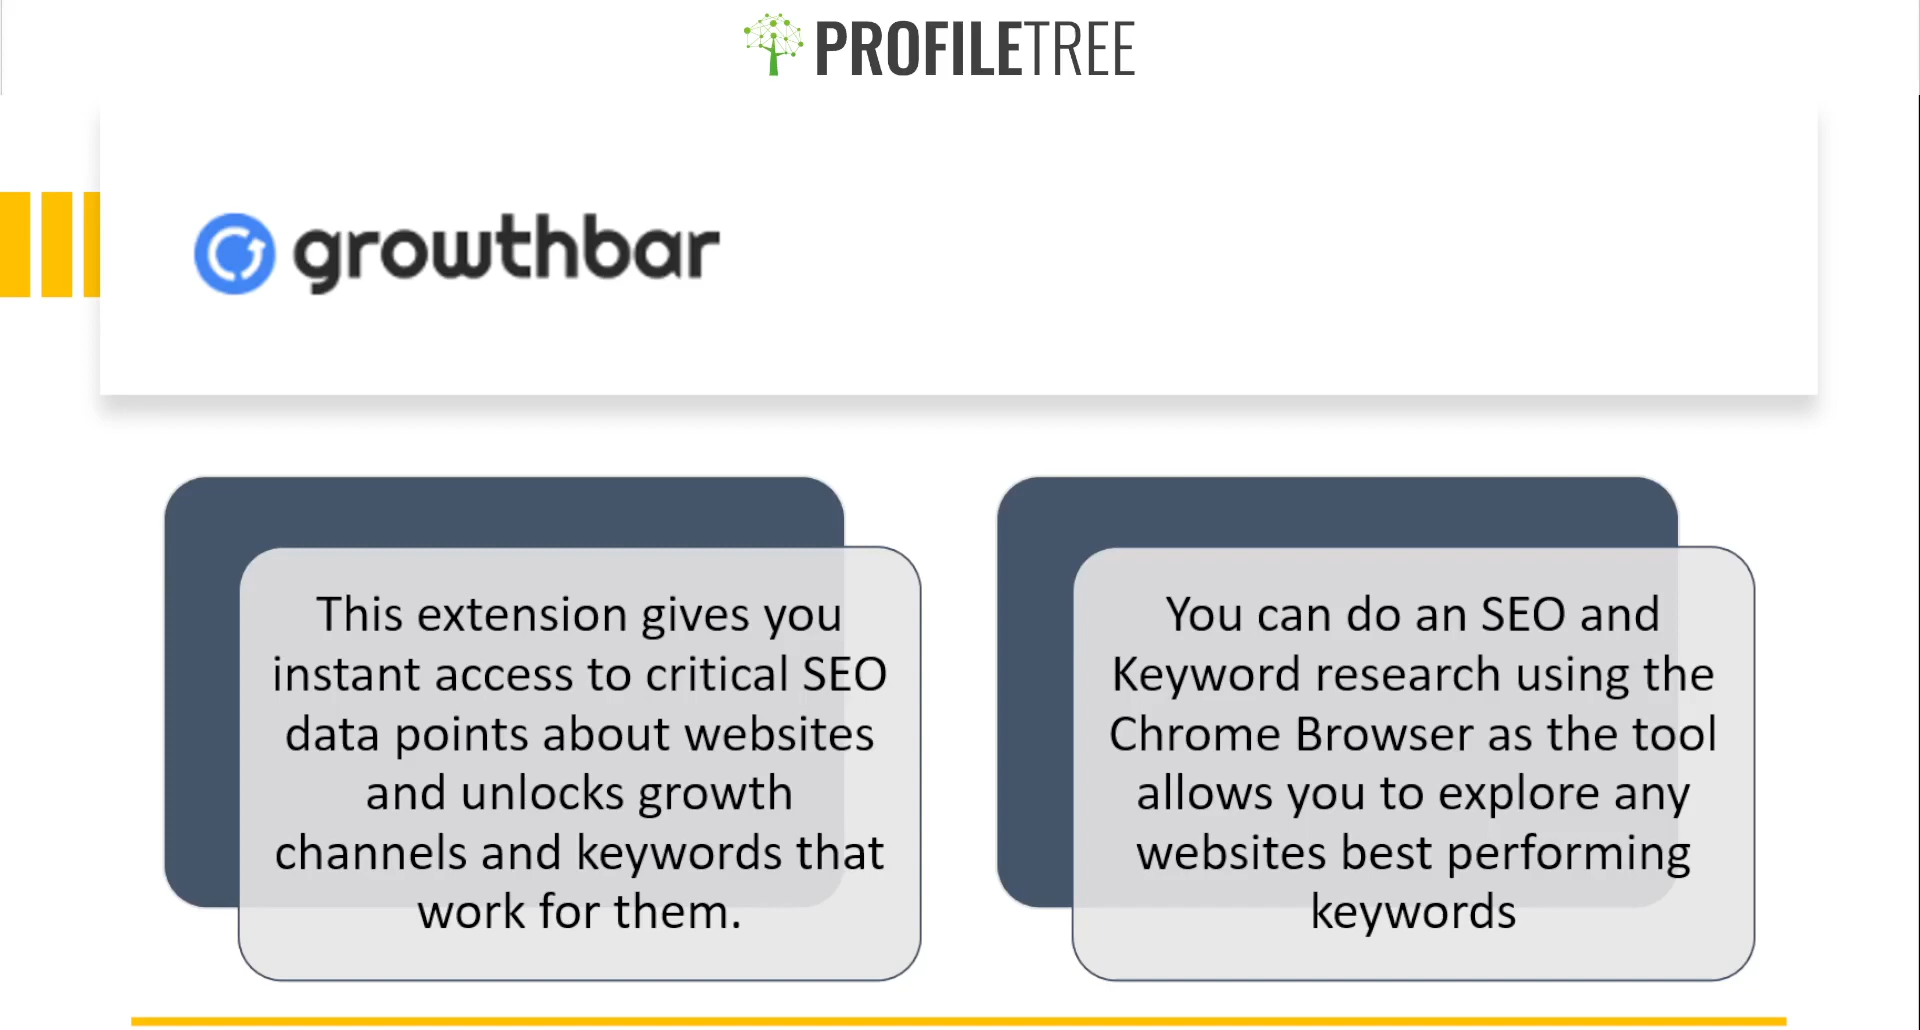 PROFILETREE
growthbar
This extension gives you
instant access to critical SEO
data points about websites
and unlocks growth
channels and keywords that
work for them.
You can do an SEO and
Keyword research using the
Chrome Browser as the tool
allows you to explore any
websites best performing
keywords